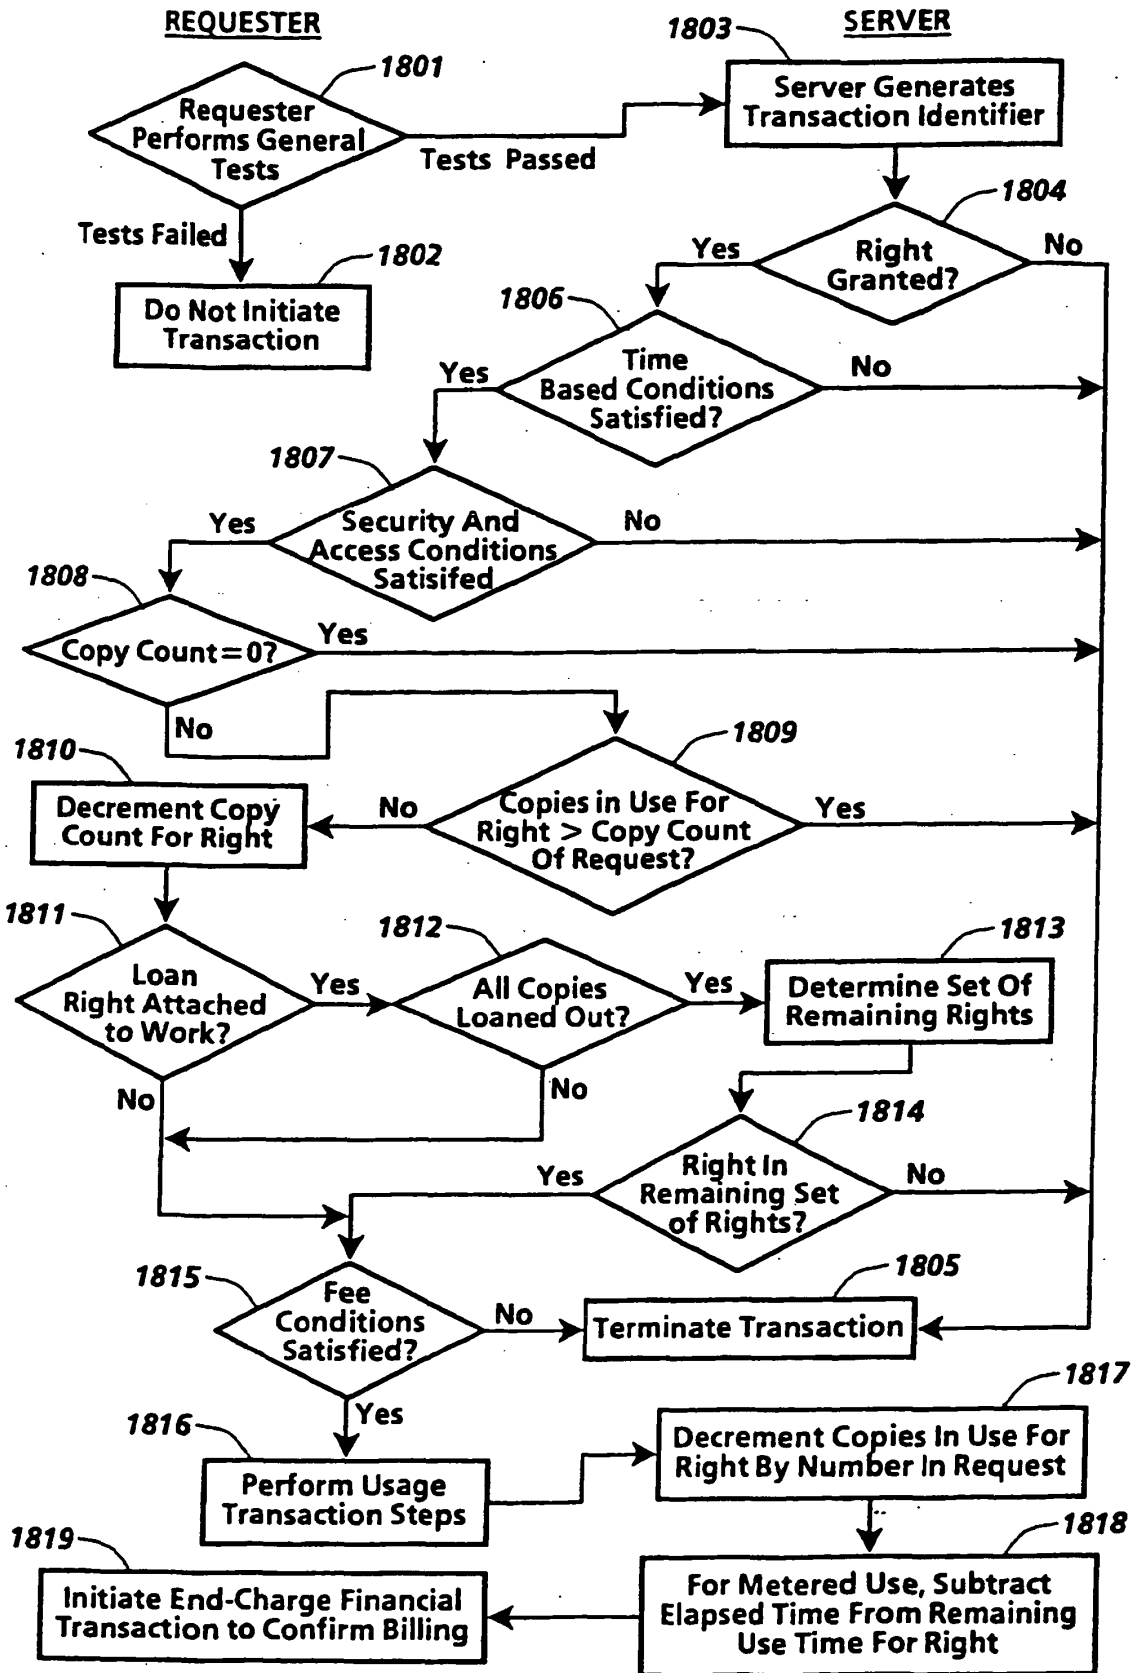 REQUESTER
SERVER
1801
Requester
Performs General
Tests
Tests Passed
Tests Failed
1802
Do Not Initiate
Transaction
1803
Server Generates
Transaction Identifier
1804
Right
Granted?
Yes
No
1806
Time
Based Conditions
Satisfied?
Yes
No
1807
Security And
Access Conditions
Satisifed
Yes
No
1808
Copy Count=0?
Yes
No
1809
Copies in Use For
Right > Copy Count
Of Request?
No
Yes
1810
Decrement Copy
Count For Right
1811
Loan
Right Attached
to Work?
Yes
No
1812
All Copies
Loaned Out?
Yes
No
1813
Determine Set Of
Remaining Rights
1814
Right In
Remaining Set
of Rights?
Yes
No
1815
Fee
Conditions
Satisfied?
No
Yes
1805
Terminate Transaction
1816
Perform Usage
Transaction Steps
1817
Decrement Copies In Use For
Right By Number In Request
1818
For Metered Use, Subtract
Elapsed Time From Remaining
Use Time For Right
1819
Initiate End-Charge Financial
Transaction to Confirm Billing